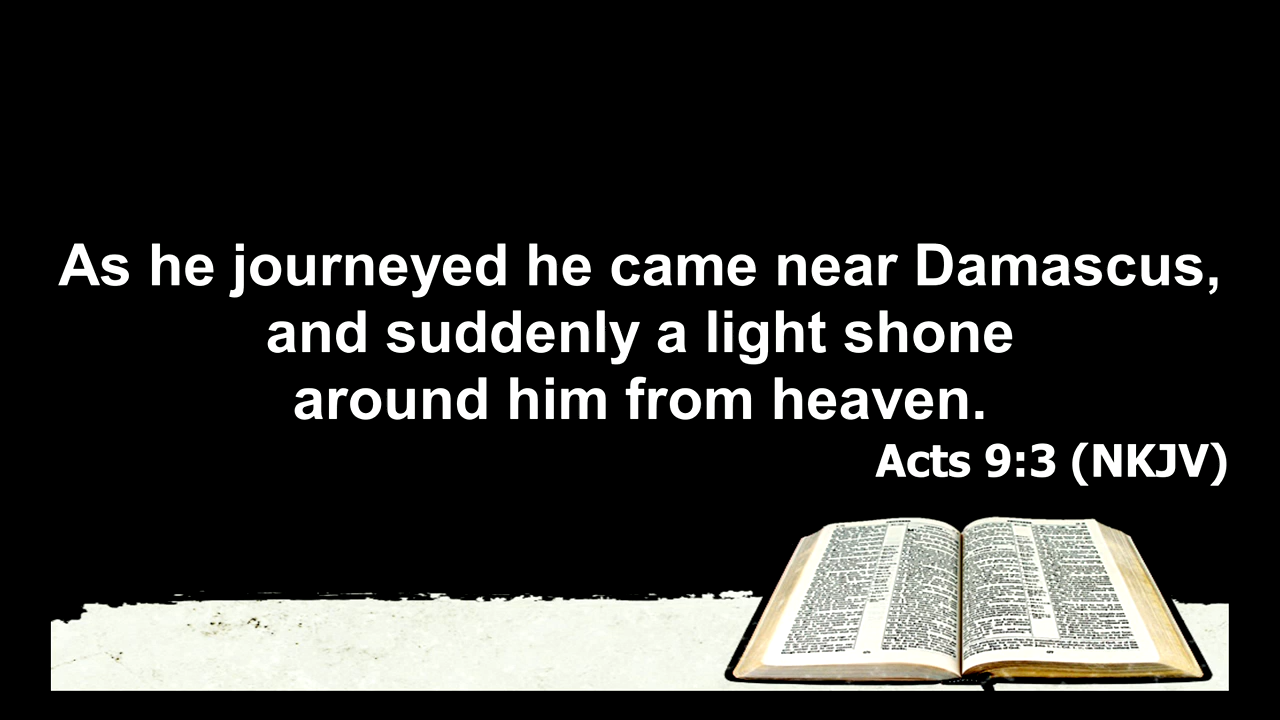 As he journeyed he came near Damascus,
and suddenly a light shone
around him from heaven.
Acts 9:3 (NKJV)